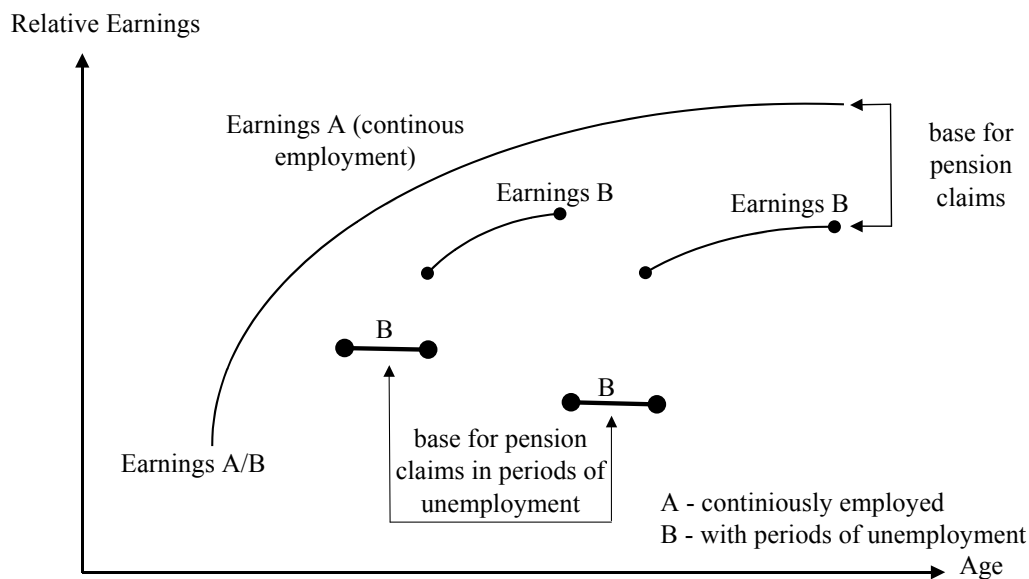 Relative Earnings
Earnings A (continous
employment)
base for
pension
claims
Earnings B
Earnings B
B
B
base for pension
claims in periods of
unemployment
Earnings A/B
A - continiously employed
B - with periods of unemployment
Age